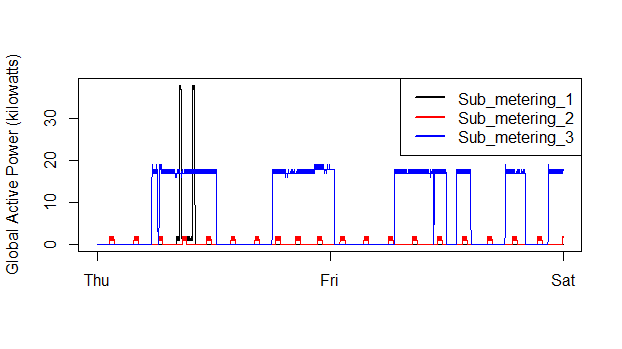 Global Active Power (kilowatts)
30
20
10
0
Sub_metering_1
Sub_metering_2
Sub_metering_3
Thu Fri Sat